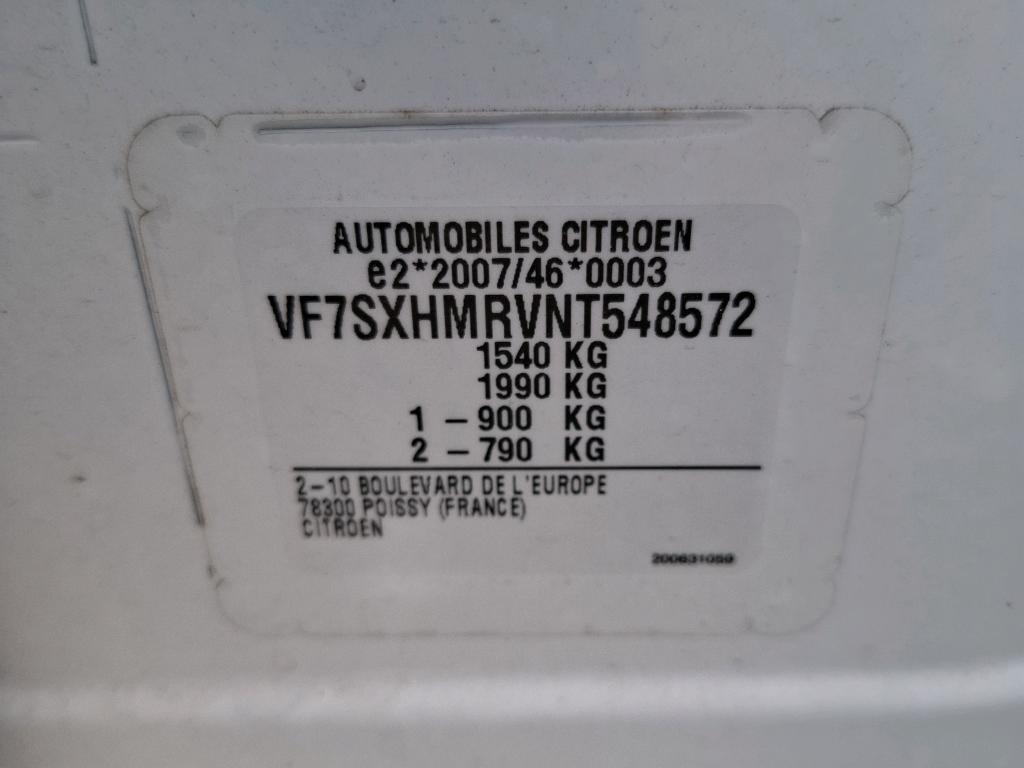 AUTOMOBILES CITROEN
e2*2007/46*0003
VF7SXHMRVNT548572
1540 KG
1990 KG
1 - 900 KG
2 - 790 KG
2-10 BOULEVARD DE L'EUROPE
78300 POISSY (FRANCE)
CITROEN
200631059